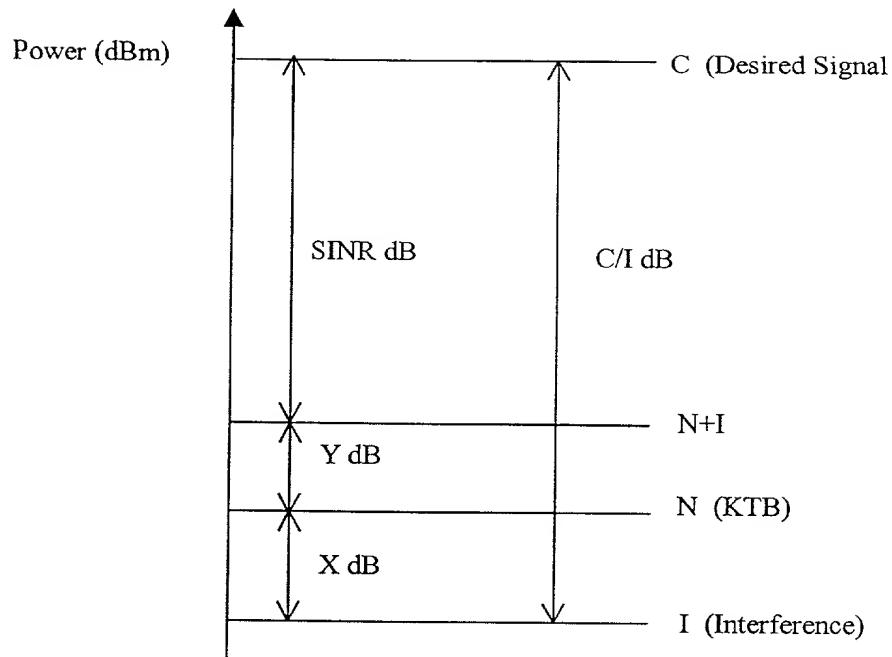 Power (dBm)
C (Desired Signal
SINR dB
C/I dB
N+I
Y dB
N (KTB)
X dB
I (Interference)